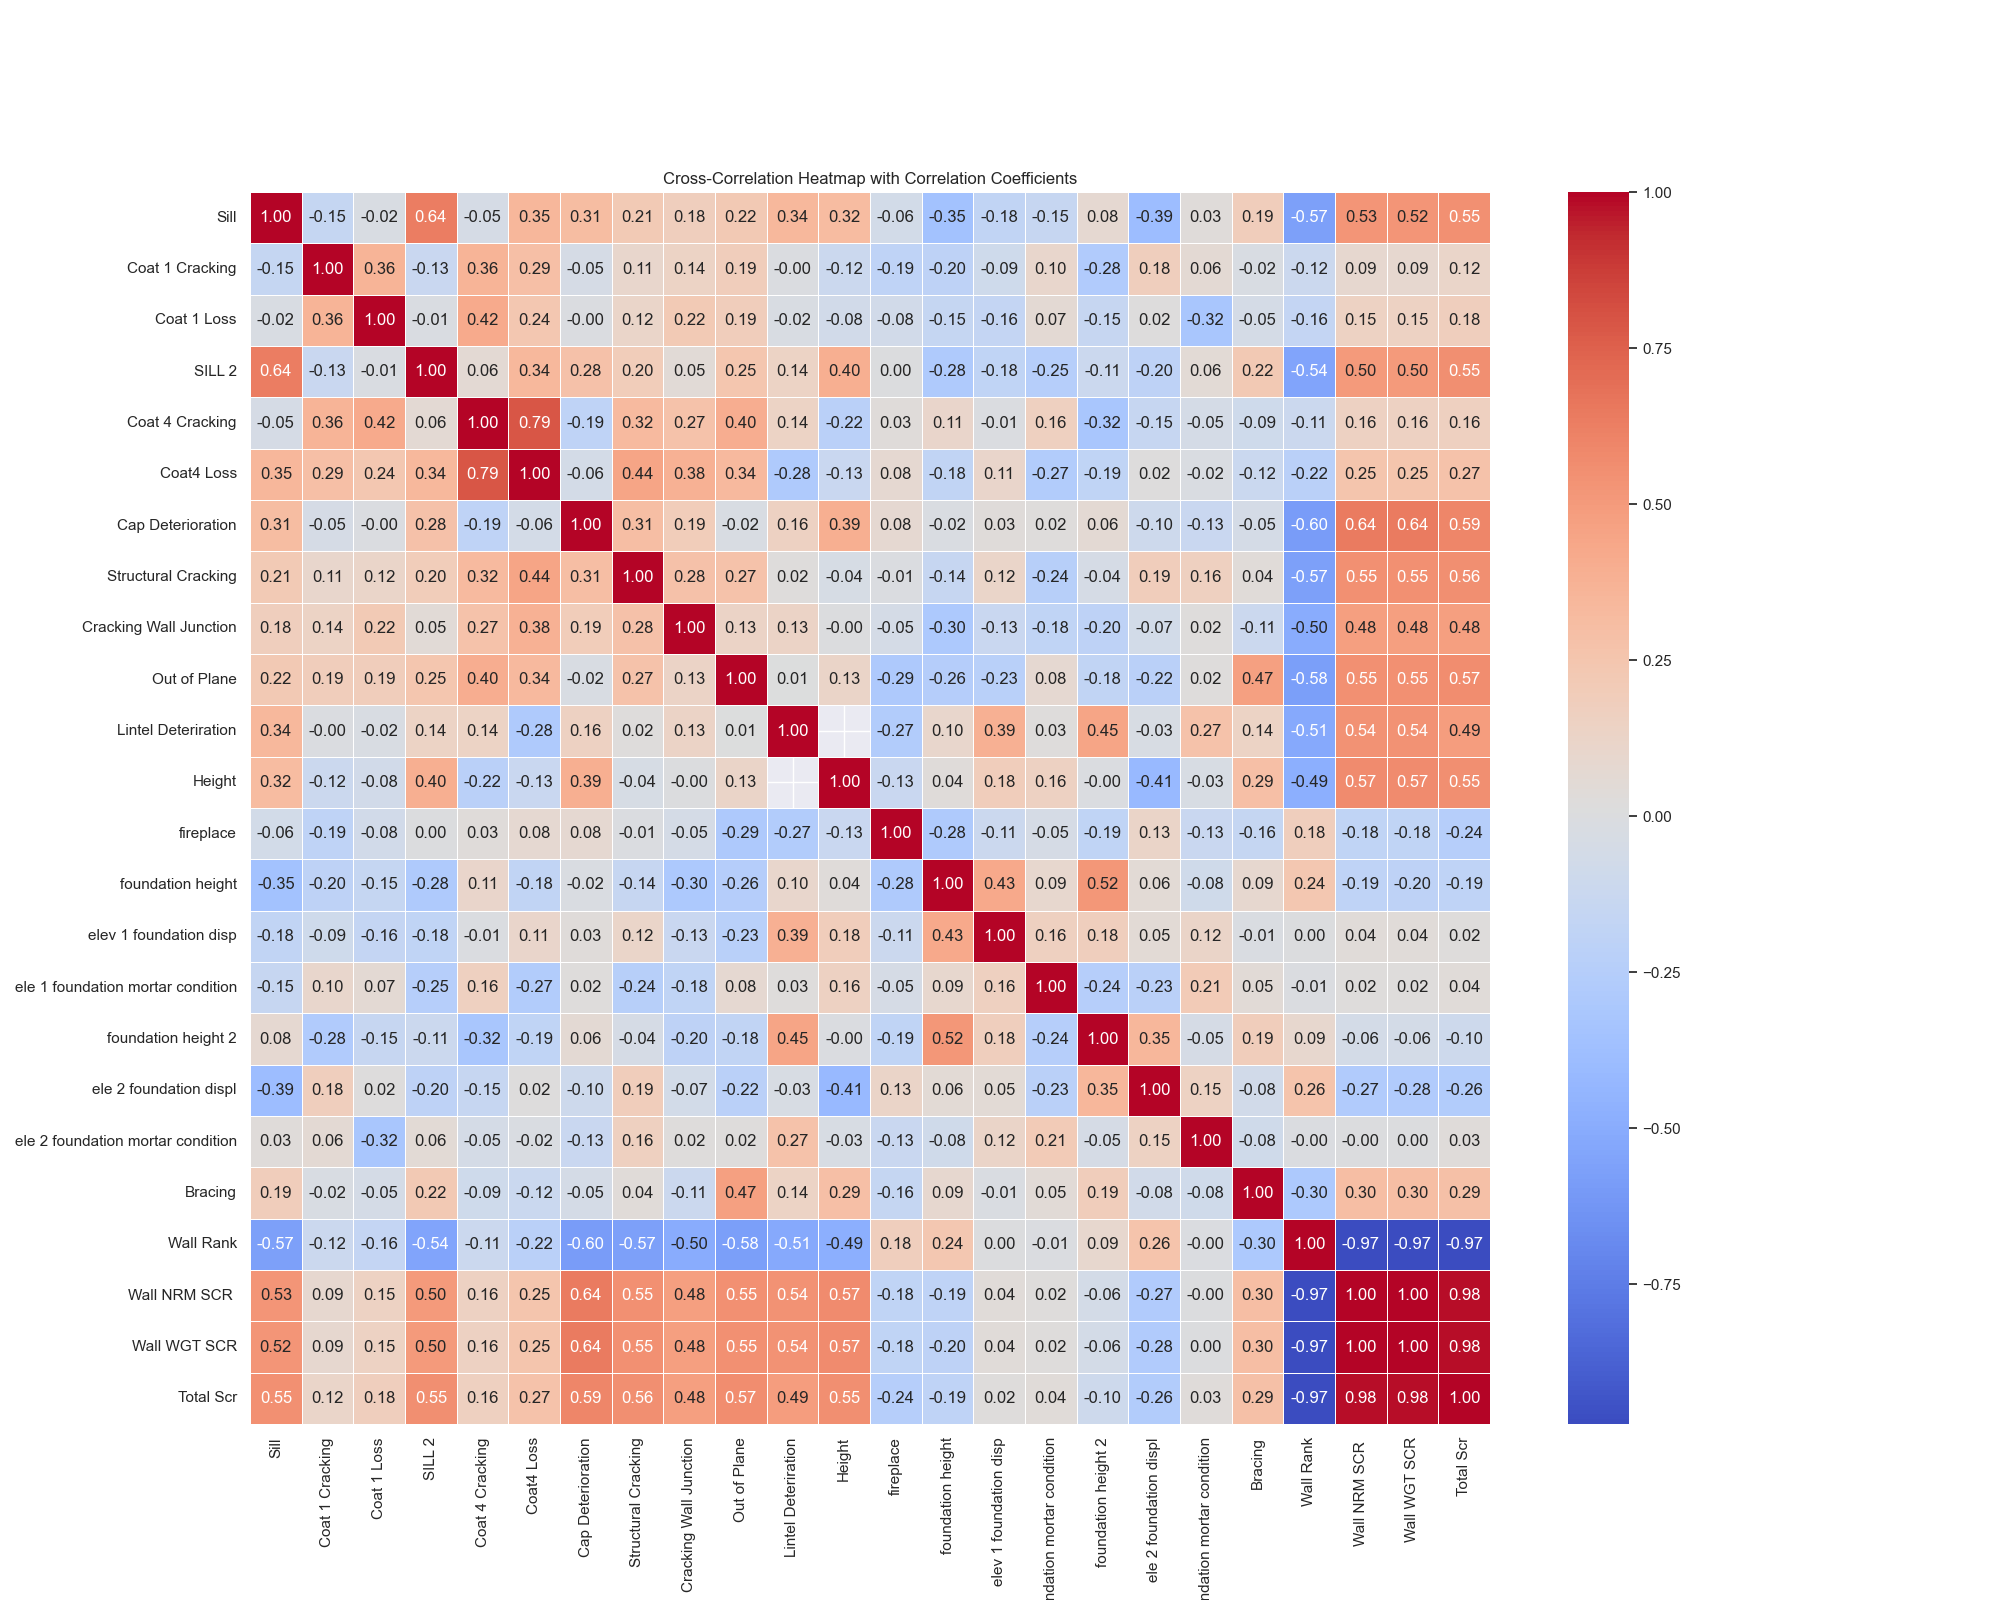 Cross-Correlation Heatmap with Correlation Coefficients
Sill 1.00 -0.15 -0.02 0.64 -0.05 0.35 0.31 0.21 0.18 0.22 0.34 0.32 -0.06 -0.35 -0.18 -0.15 0.08 -0.39 0.03 0.19 -0.57 0.53 0.52 0.55
Coat 1 Cracking -0.15 1.00 0.36 -0.13 0.36 0.29 -0.05 0.11 0.14 0.19 -0.00 -0.12 -0.19 -0.20 -0.09 0.10 -0.28 0.18 0.06 -0.02 -0.12 0.09 0.09 0.12
Coat 1 Loss -0.02 0.36 1.00 -0.01 0.42 0.24 -0.00 0.12 0.22 0.19 -0.02 -0.08 -0.08 -0.15 -0.16 0.07 -0.15 0.02 -0.32 -0.05 -0.16 0.15 0.15 0.18
SILL 2 0.64 -0.13 -0.01 1.00 0.06 0.34 0.28 0.20 0.05 0.25 0.14 0.40 0.00 -0.28 -0.18 -0.25 -0.11 -0.20 0.06 0.22 -0.54 0.50 0.50 0.55
Coat 4 Cracking -0.05 0.36 0.42 0.06 1.00 0.79 -0.19 0.32 0.27 0.40 0.14 -0.22 0.03 0.11 -0.01 0.16 -0.32 -0.15 -0.05 -0.09 -0.11 0.16 0.16 0.16
Coat4 Loss 0.35 0.29 0.24 0.34 0.79 1.00 -0.06 0.44 0.38 0.34 -0.28 -0.13 0.08 -0.18 0.11 -0.27 -0.19 0.02 -0.02 -0.12 -0.22 0.25 0.25 0.27
Cap Deterioration 0.31 -0.05 -0.00 0.28 -0.19 -0.06 1.00 0.31 0.19 -0.02 0.16 0.39 0.08 -0.02 0.03 0.02 0.06 -0.10 -0.13 -0.05 -0.60 0.64 0.64 0.59
Structural Cracking 0.21 0.11 0.12 0.20 0.32 0.44 0.31 1.00 0.28 0.27 0.02 -0.04 -0.01 -0.14 0.12 -0.24 -0.04 0.19 0.16 0.04 -0.57 0.55 0.55 0.56
Cracking Wall Junction 0.18 0.14 0.22 0.05 0.27 0.38 0.19 0.28 1.00 0.13 0.13 -0.00 -0.05 -0.30 -0.13 -0.18 -0.20 -0.07 0.02 -0.11 -0.50 0.48 0.48 0.48
Out of Plane 0.22 0.19 0.19 0.25 0.40 0.34 -0.02 0.27 0.13 1.00 0.01 0.13 -0.29 -0.26 -0.23 0.08 -0.18 -0.22 0.02 0.47 -0.58 0.55 0.55 0.57
Lintel Deteriration 0.34 -0.00 -0.02 0.14 0.14 -0.28 0.16 0.02 0.13 0.01 1.00 -0.27 0.10 0.39 0.03 0.45 -0.03 0.27 0.14 -0.51 0.54 0.54 0.49
Height 0.32 -0.12 -0.08 0.40 -0.22 -0.13 0.39 -0.04 -0.00 0.13 1.00 -0.13 0.04 0.18 0.16 -0.00 -0.41 -0.03 0.29 -0.49 0.57 0.57 0.55
fireplace -0.06 -0.19 -0.08 0.00 0.03 0.08 0.08 -0.01 -0.05 -0.29 -0.27 -0.13 1.00 -0.28 -0.11 -0.05 -0.19 0.13 -0.13 -0.16 0.18 -0.18 -0.18 -0.24
foundation height -0.35 -0.20 -0.15 -0.28 0.11 -0.18 -0.02 -0.14 -0.30 -0.26 0.10 0.04 -0.28 1.00 0.43 0.09 0.52 0.06 -0.08 0.09 0.24 -0.19 -0.20 -0.19
elev 1 foundation disp -0.18 -0.09 -0.16 -0.18 -0.01 0.11 0.03 0.12 -0.13 -0.23 0.39 0.18 -0.11 0.43 1.00 0.16 0.18 0.05 0.12 -0.01 0.00 0.04 0.04 0.02
ele 1 foundation mortar condition -0.15 0.10 0.07 -0.25 0.16 -0.27 0.02 -0.24 -0.18 0.08 0.03 0.16 -0.05 0.09 0.16 1.00 -0.24 -0.23 0.21 0.05 -0.01 0.02 0.02 0.04
foundation height 2 0.08 -0.28 -0.15 -0.11 -0.32 -0.19 0.06 -0.04 -0.20 -0.18 0.45 -0.00 -0.19 0.52 0.18 -0.24 1.00 0.35 -0.05 0.19 0.09 -0.06 -0.06 -0.10
ele 2 foundation displ -0.39 0.18 0.02 -0.20 -0.15 0.02 -0.10 0.19 -0.07 -0.22 -0.03 -0.41 0.13 0.06 0.05 -0.23 0.35 1.00 0.15 -0.08 0.26 -0.27 -0.28 -0.26
ele 2 foundation mortar condition 0.03 0.06 -0.32 0.06 -0.05 -0.02 -0.13 0.16 0.02 0.02 0.27 -0.03 -0.13 -0.08 0.12 0.21 -0.05 0.15 1.00 -0.08 -0.00 -0.00 0.00 0.03
Bracing 0.19 -0.02 -0.05 0.22 -0.09 -0.12 -0.05 0.04 -0.11 0.47 0.14 0.29 -0.16 0.09 -0.01 0.05 0.19 -0.08 -0.08 1.00 -0.30 0.30 0.30 0.29
Wall Rank -0.57 -0.12 -0.16 -0.54 -0.11 -0.22 -0.60 -0.57 -0.50 -0.58 -0.51 -0.49 0.18 0.24 0.00 -0.01 0.09 0.26 -0.00 -0.30 1.00 -0.97 -0.97 -0.97
Wall NRM SCR 0.53 0.09 0.15 0.50 0.16 0.25 0.64 0.55 0.48 0.55 0.54 0.57 -0.18 -0.19 0.04 0.02 -0.06 -0.27 -0.00 0.30 -0.97 1.00 1.00 0.98
Wall WGT SCR 0.52 0.09 0.15 0.50 0.16 0.25 0.64 0.55 0.48 0.55 0.54 0.57 -0.18 -0.20 0.04 0.02 -0.06 -0.28 0.00 0.30 -0.97 1.00 1.00 0.98
Total Scr 0.55 0.12 0.18 0.55 0.16 0.27 0.59 0.56 0.48 0.57 0.49 0.55 -0.24 -0.19 0.02 0.04 -0.10 -0.26 0.03 0.29 -0.97 0.98 0.98 1.00
Sill
Coat 1 Cracking
Coat 1 Loss
SILL 2
Coat 4 Cracking
Coat4 Loss
Cap Deterioration
Structural Cracking
Cracking Wall Junction
Out of Plane
Lintel Deteriration
Height
fireplace
foundation height
elev 1 foundation disp
ndation mortar condition
foundation height 2
ele 2 foundation displ
ndation mortar condition
Bracing
Wall Rank
Wall NRM SCR
Wall WGT SCR
Total Scr
1.00
0.75
0.50
0.25
0.00
−0.25
−0.50
−0.75